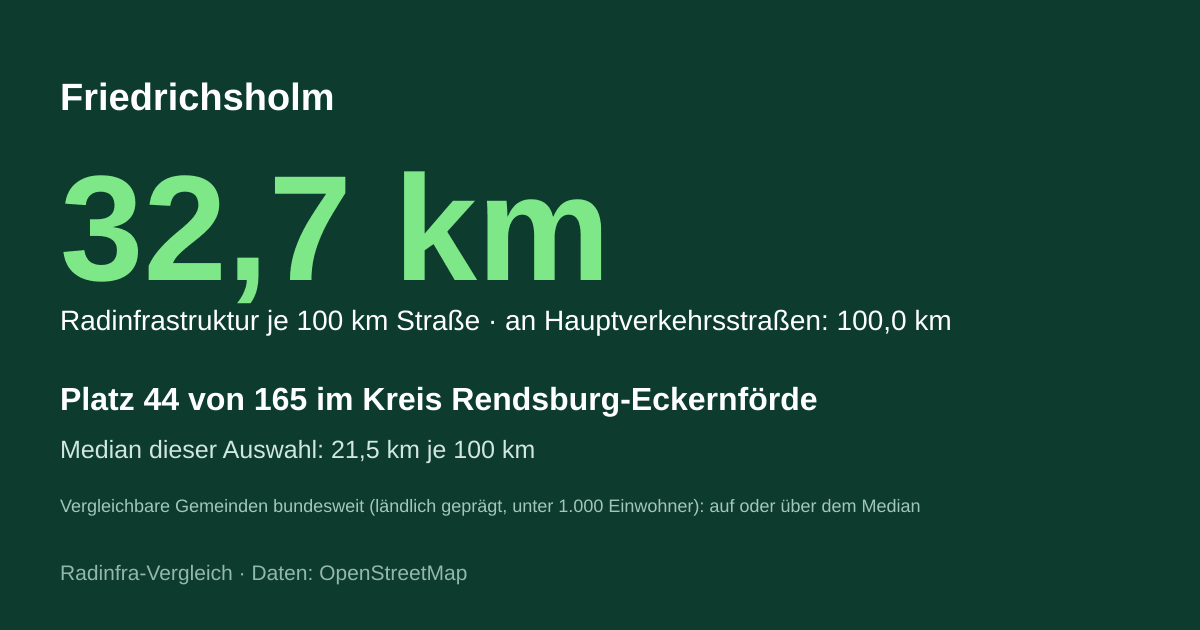 Friedrichsholm
32,7 km
Radinfrastruktur je 100 km Straße · an Hauptverkehrsstraßen: 100,0 km
Platz 44 von 165 im Kreis Rendsburg-Eckernförde
Median dieser Auswahl: 21,5 km je 100 km
Vergleichbare Gemeinden bundesweit (ländlich geprägt, unter 1.000 Einwohner): auf oder über dem Median
Radinfra-Vergleich · Daten: OpenStreetMap